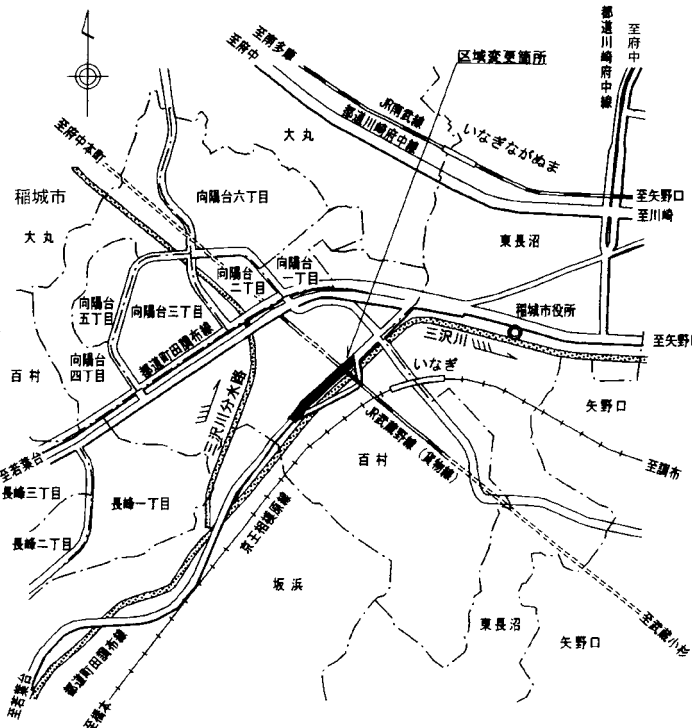 都道川崎府中線
至府中
区域変更箇所
至南多摩
至府中
JR南武線
都道川崎府中線
いなぎながぬま
至矢野口
至川崎
至府中本町
大丸
稲城市
大丸
向陽台六丁目
東長沼
向陽台
一丁目
向陽台
二丁目
向陽台
五丁目
向陽台三丁目
向陽台
四丁目
都道町田調布線
稲城市役所
三沢川
至矢野口
いなぎ
百村
三沢川分水路
矢野口
JR武蔵野線(貨物線)
百村
至調布
至若葉台
長峰三丁目
長峰一丁目
長峰二丁目
京王相模原線
坂浜
東長沼
矢野口
至武蔵小杉
都道町田調布線
至若葉台
至橋本